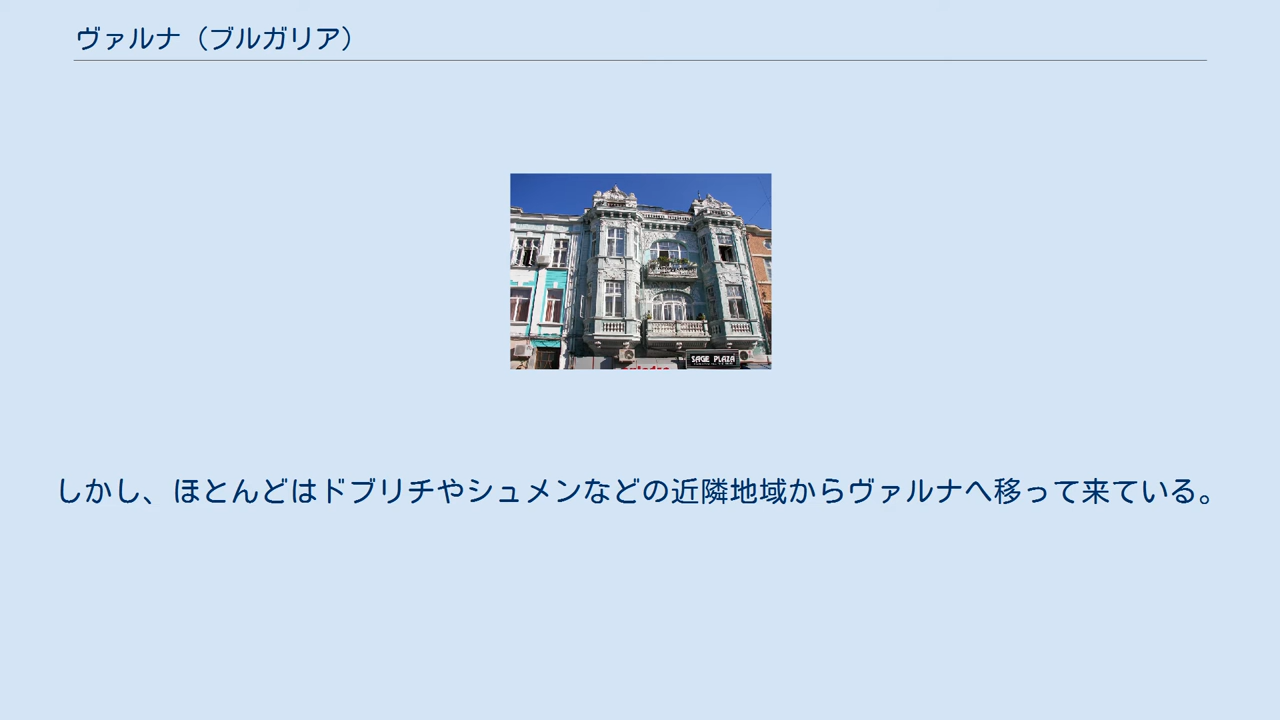 ヴァルナ（ブルガリア）
SAGE PLAZA
しかし、ほとんどはドブリチやシュメンなどの近隣地域からヴァルナへ移って来ている。